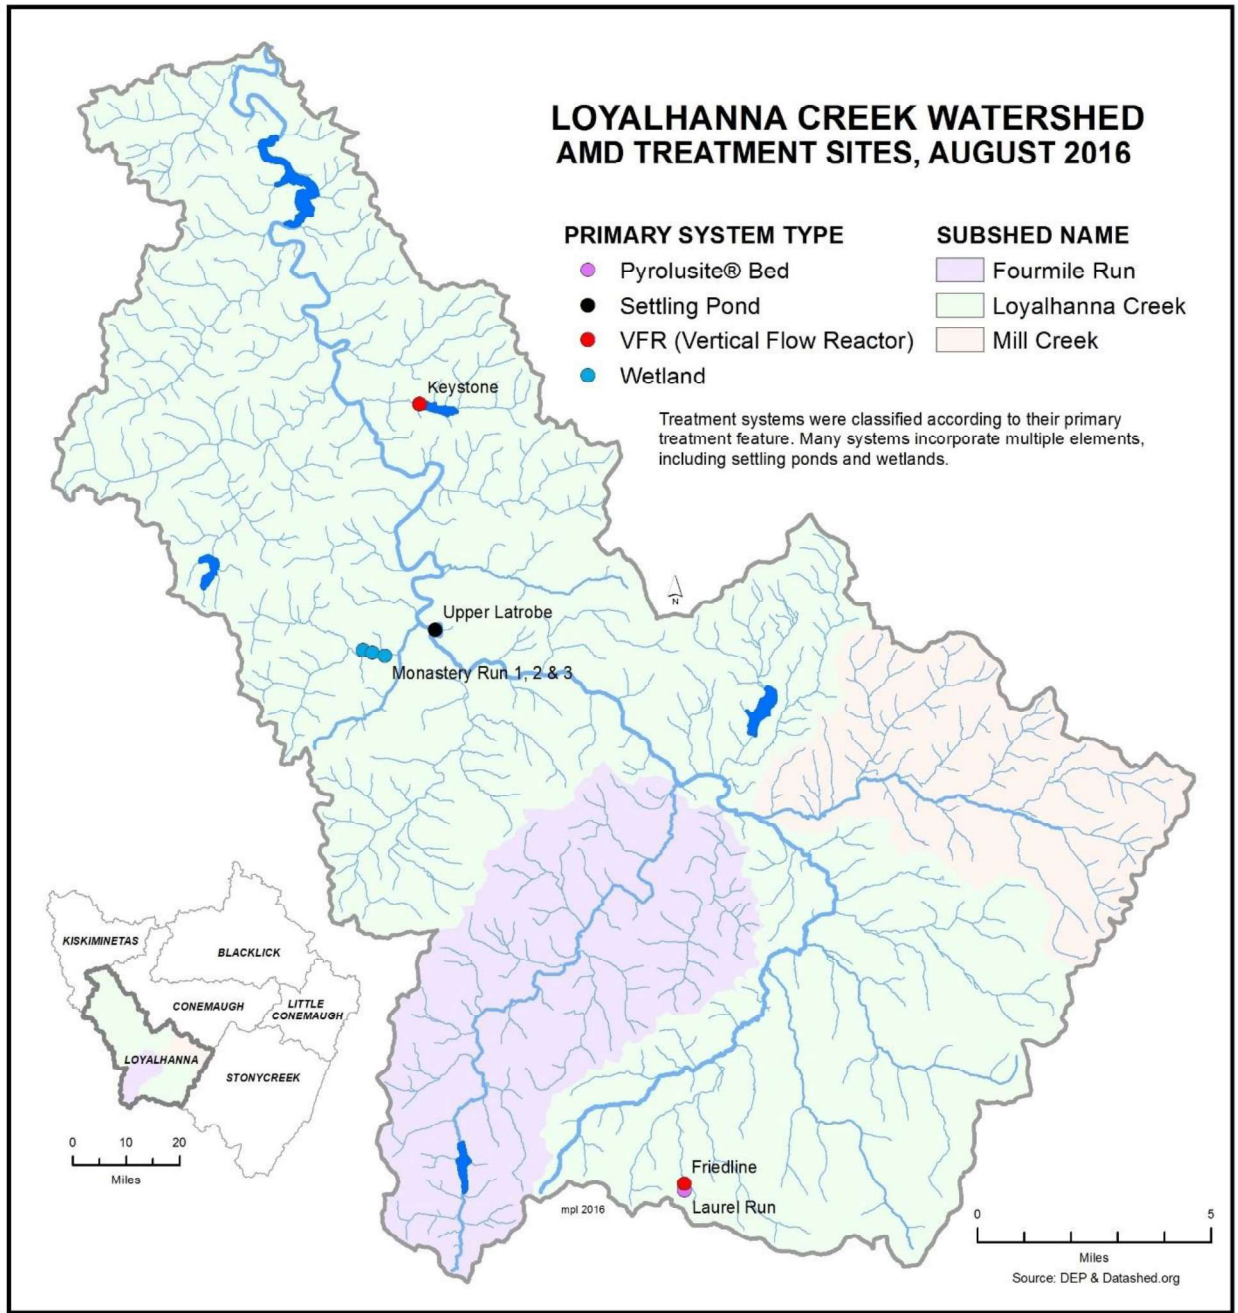 LOYALHANNA CREEK WATERSHED
AMD TREATMENT SITES, AUGUST 2016
PRIMARY SYSTEM TYPE
Pyrolusite® Bed
Settling Pond
VFR (Vertical Flow Reactor)
Wetland
SUBSHED NAME
Fourmile Run
Loyalhanna Creek
Mill Creek
Treatment systems were classified according to their primary
treatment feature. Many systems incorporate multiple elements,
including settling ponds and wetlands.
Keystone
N
Upper Latrobe
Monastery Run 1, 2 & 3
KISKIMINETAS
BLACKLICK
CONEMAUGH
LITTLE
CONEMAUGH
LOYALHANNA
STONYCREEK
0 10 20
Miles
Friedline
Laurel Run
mpl 2016
0 5
Miles
Source: DEP & Datashed.org